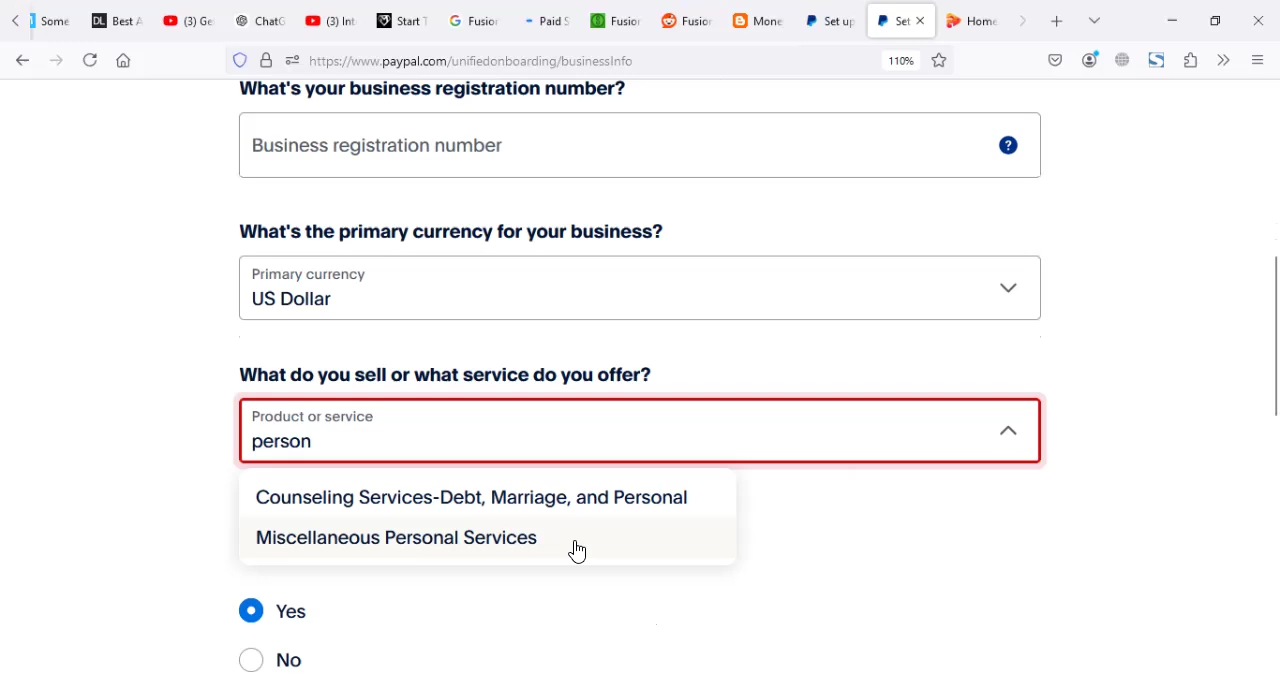 Some
DL Best A
(3) Ge
ChatG
(3) Int
Start T
Fusior
Paid S
Fusior
Fusior
Mone
Set up
Set
Home
https://www.paypal.com/unifiedonboarding/businessInfo
110%
What's your business registration number?
Business registration number
?
What's the primary currency for your business?
Primary currency
US Dollar
What do you sell or what service do you offer?
Product or service
person
Counseling Services-Debt, Marriage, and Personal
Miscellaneous Personal Services
Yes
No